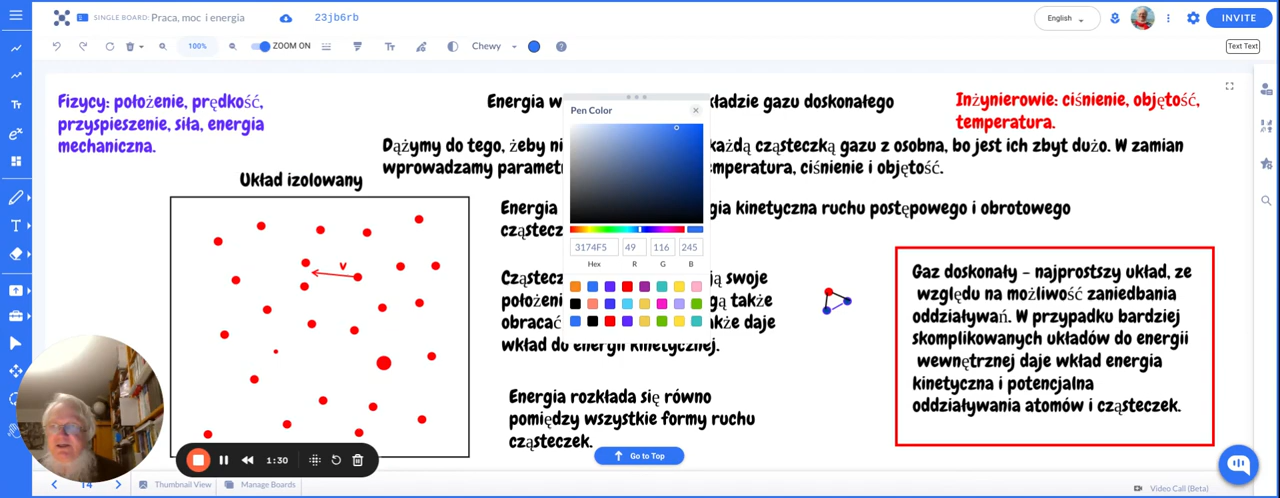 SINGLE BOARD: Praca, moc i energia
23jb6rb
English
INVITE
100%
ZOOM ON
Chewy
Text Text
Fizycy: położenie, prędkość,
przyspieszenie, siła, energia
mechaniczna.
Energia w
kładzie gazu doskonałego
Inżynierowie: ciśnienie, objętość,
temperatura.
Dążymy do tego, żeby ni
każdą cząsteczką gazu z osobna, bo jest ich zbyt dużo. W zamian
wprowadzamy parametr
mperatura, ciśnienie i objętość.
Układ izolowany
v
Energia
gia kinetyczna ruchu postępowego i obrotowego
cząstecz
Cząstecz
ją swoje
położeni
gą także
obracać
kże daje
wkład do energii kinetycznej.
Energia rozkłada się równo
pomiędzy wszystkie formy ruchu
cząsteczek.
Gaz doskonały - najprostszy układ, ze
względu na możliwość zaniedbania
oddziaływań. W przypadku bardziej
skomplikowanych układów do energii
wewnętrznej daje wkład energia
kinetyczna i potencjalna
oddziaływania atomów i cząsteczek.
Pen Color
3174F5 49 116 245
Hex R G B
1:30
Go to Top
14
Thumbnail View
Manage Boards
Video Call (Beta)